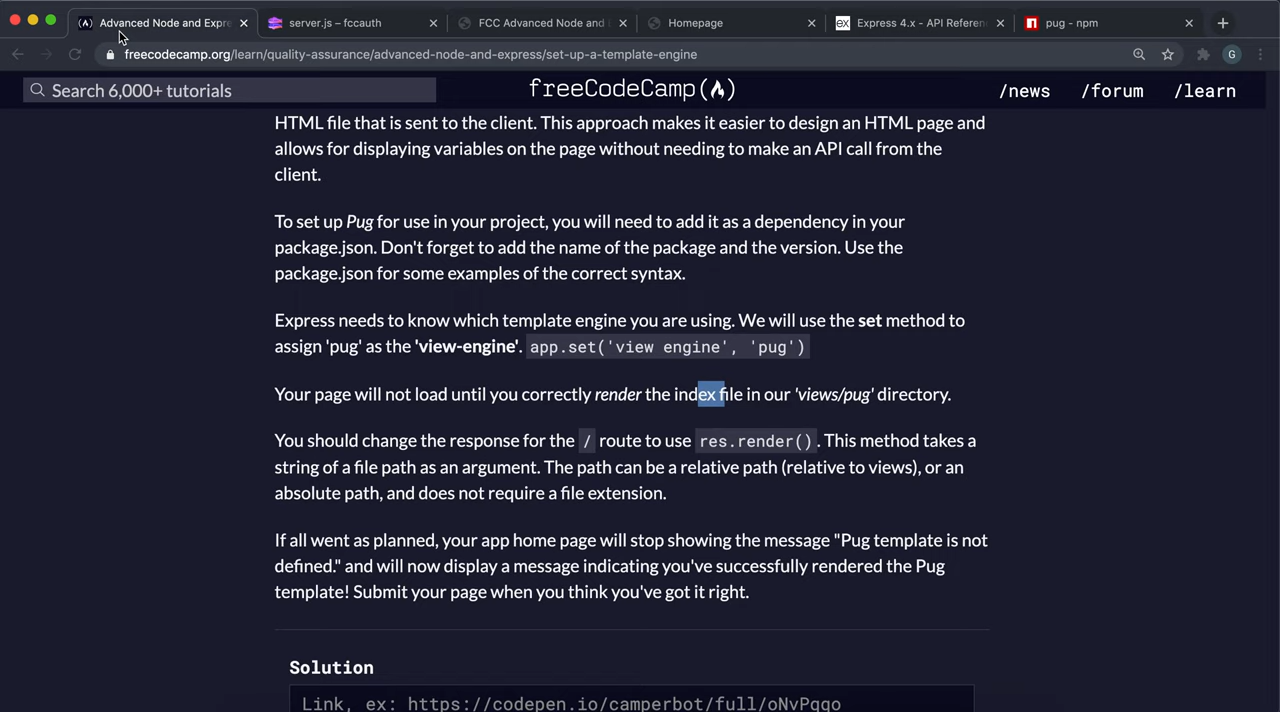 Advanced Node and Expre
server.js – fccauth
FCC Advanced Node and
Homepage
Express 4.x - API Referen
pug - npm
freecodecamp.org/learn/quality-assurance/advanced-node-and-express/set-up-a-template-engine
G
Search 6,000+ tutorials
freeCodeCamp
/news
/forum
/learn
HTML file that is sent to the client. This approach makes it easier to design an HTML page and
allows for displaying variables on the page without needing to make an API call from the
client.
To set up Pug for use in your project, you will need to add it as a dependency in your
package.json. Don't forget to add the name of the package and the version. Use the
package.json for some examples of the correct syntax.
Express needs to know which template engine you are using. We will use the set method to
assign 'pug' as the 'view-engine'. app.set('view engine', 'pug')
Your page will not load until you correctly render the index file in our 'views/pug' directory.
You should change the response for the / route to use res.render(). This method takes a
string of a file path as an argument. The path can be a relative path (relative to views), or an
absolute path, and does not require a file extension.
If all went as planned, your app home page will stop showing the message "Pug template is not
defined." and will now display a message indicating you've successfully rendered the Pug
template! Submit your page when you think you've got it right.
Solution
Link, ex: https://codepen.io/camperbot/full/oNvPqqo